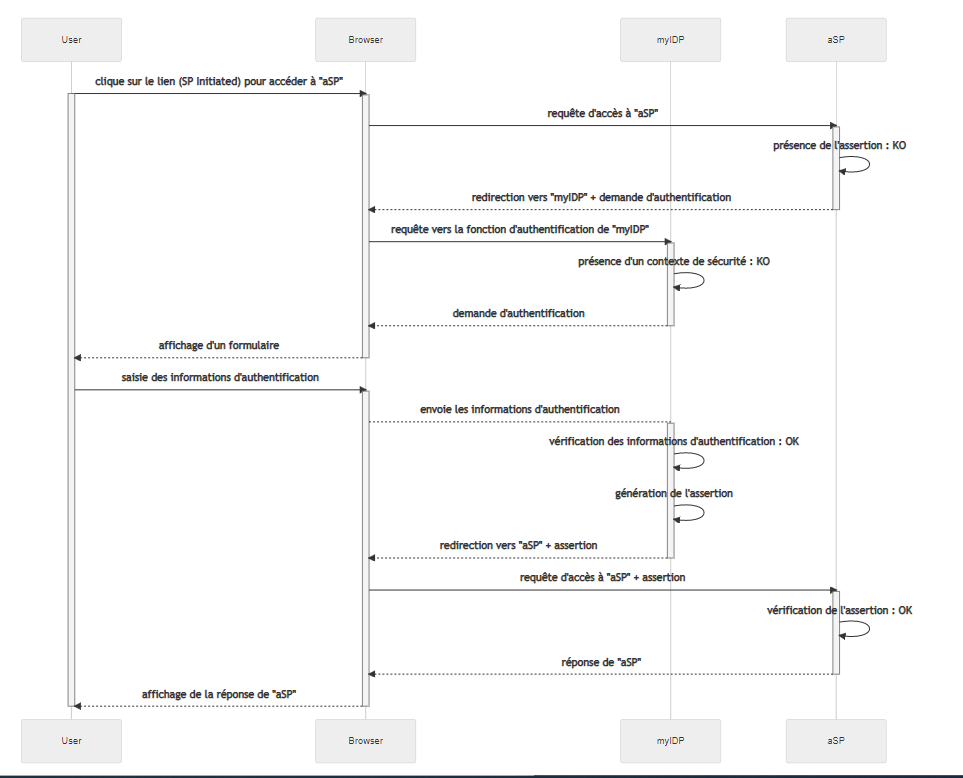 User
Browser
myIDP
aSP
clique sur le lien (SP Initiated) pour accéder à "aSP"
requête d'accès à "aSP"
présence de l'assertion : KO
redirection vers "myIDP" + demande d'authentification
requête vers la fonction d'authentification de "myIDP"
présence d'un contexte de sécurité : KO
demande d'authentification
affichage d'un formulaire
saisie des informations d'authentification
envoie les informations d'authentification
vérification des informations d'authentification : OK
génération de l'assertion
redirection vers "aSP" + assertion
requête d'accès à "aSP" + assertion
vérification de l'assertion : OK
réponse de "aSP"
affichage de la réponse de "aSP"
User
Browser
myIDP
aSP